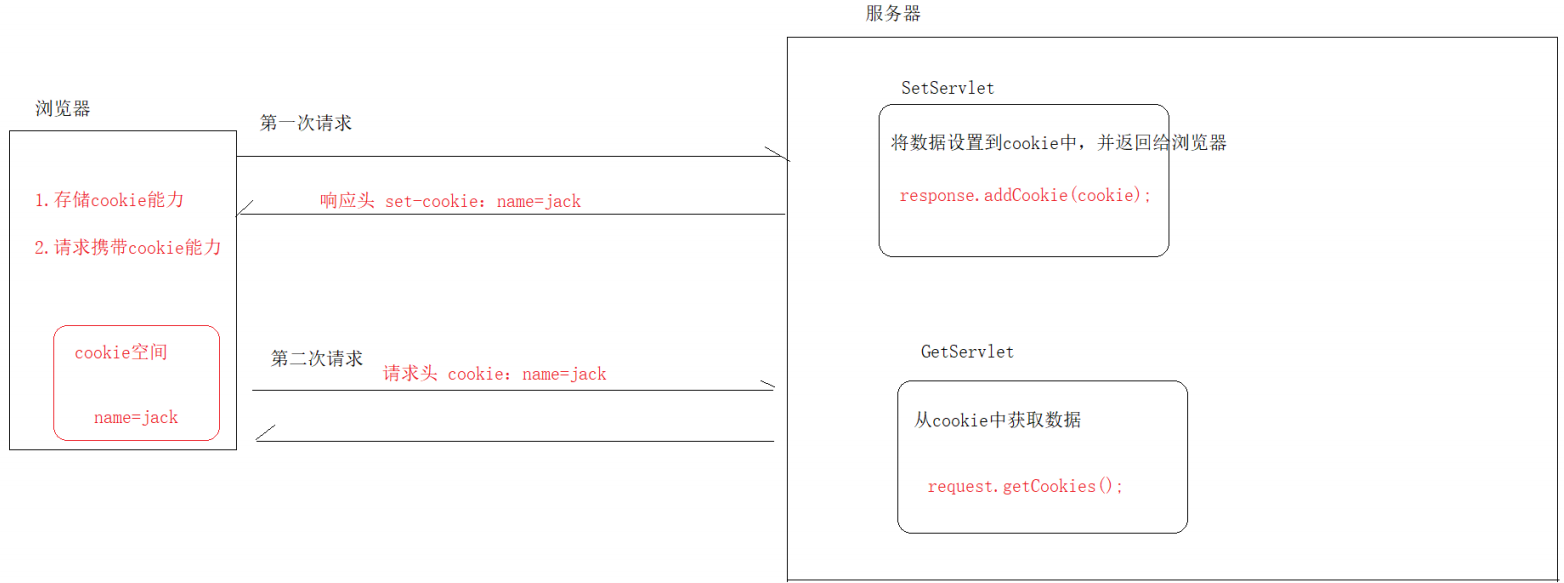 服务器
SetServlet
浏览器
第一次请求
将数据设置到cookie中，并返回给浏览器
1.存储cookie能力
响应头 set-cookie：name=jack
response.addCookie(cookie);
2.请求携带cookie能力
cookie空间
第二次请求
GetServlet
请求头 cookie：name=jack
name=jack
从cookie中获取数据
request.getCookies();